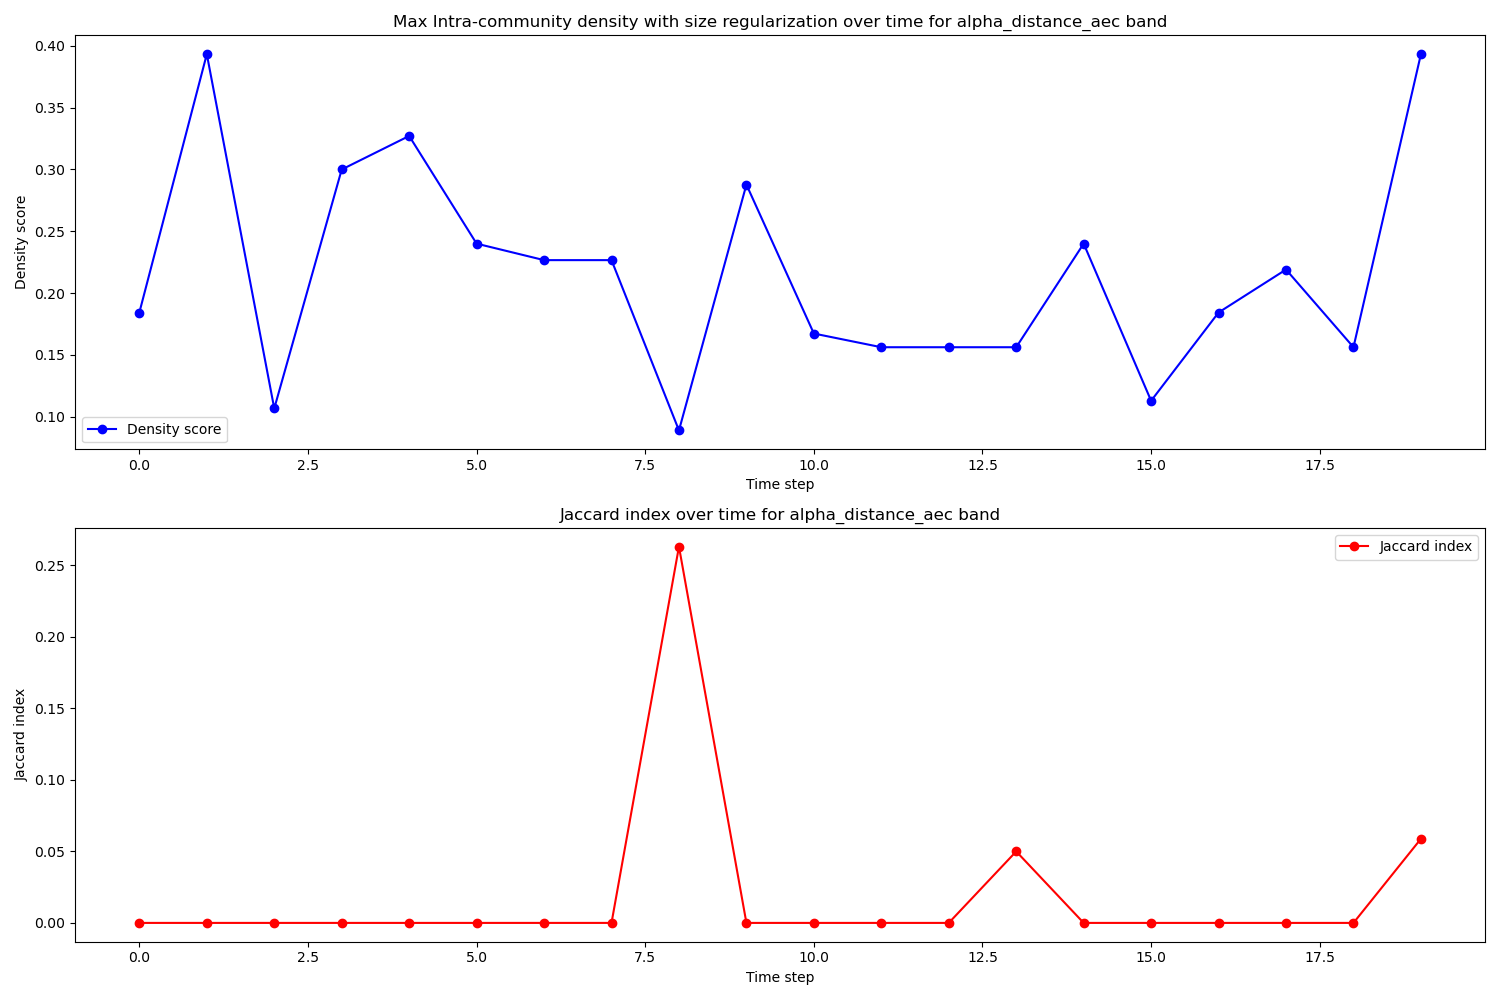 Max Intra-community density with size regularization over time for alpha_distance_aec band
0.40
0.35
0.30
0.25
0.20
0.15
0.10
Density score
Density score
0.0 2.5 5.0 7.5 10.0 12.5 15.0 17.5
Time step
Jaccard index over time for alpha_distance_aec band
Jaccard index
0.25
0.20
0.15
0.10
0.05
0.00
Jaccard index
0.0 2.5 5.0 7.5 10.0 12.5 15.0 17.5
Time step